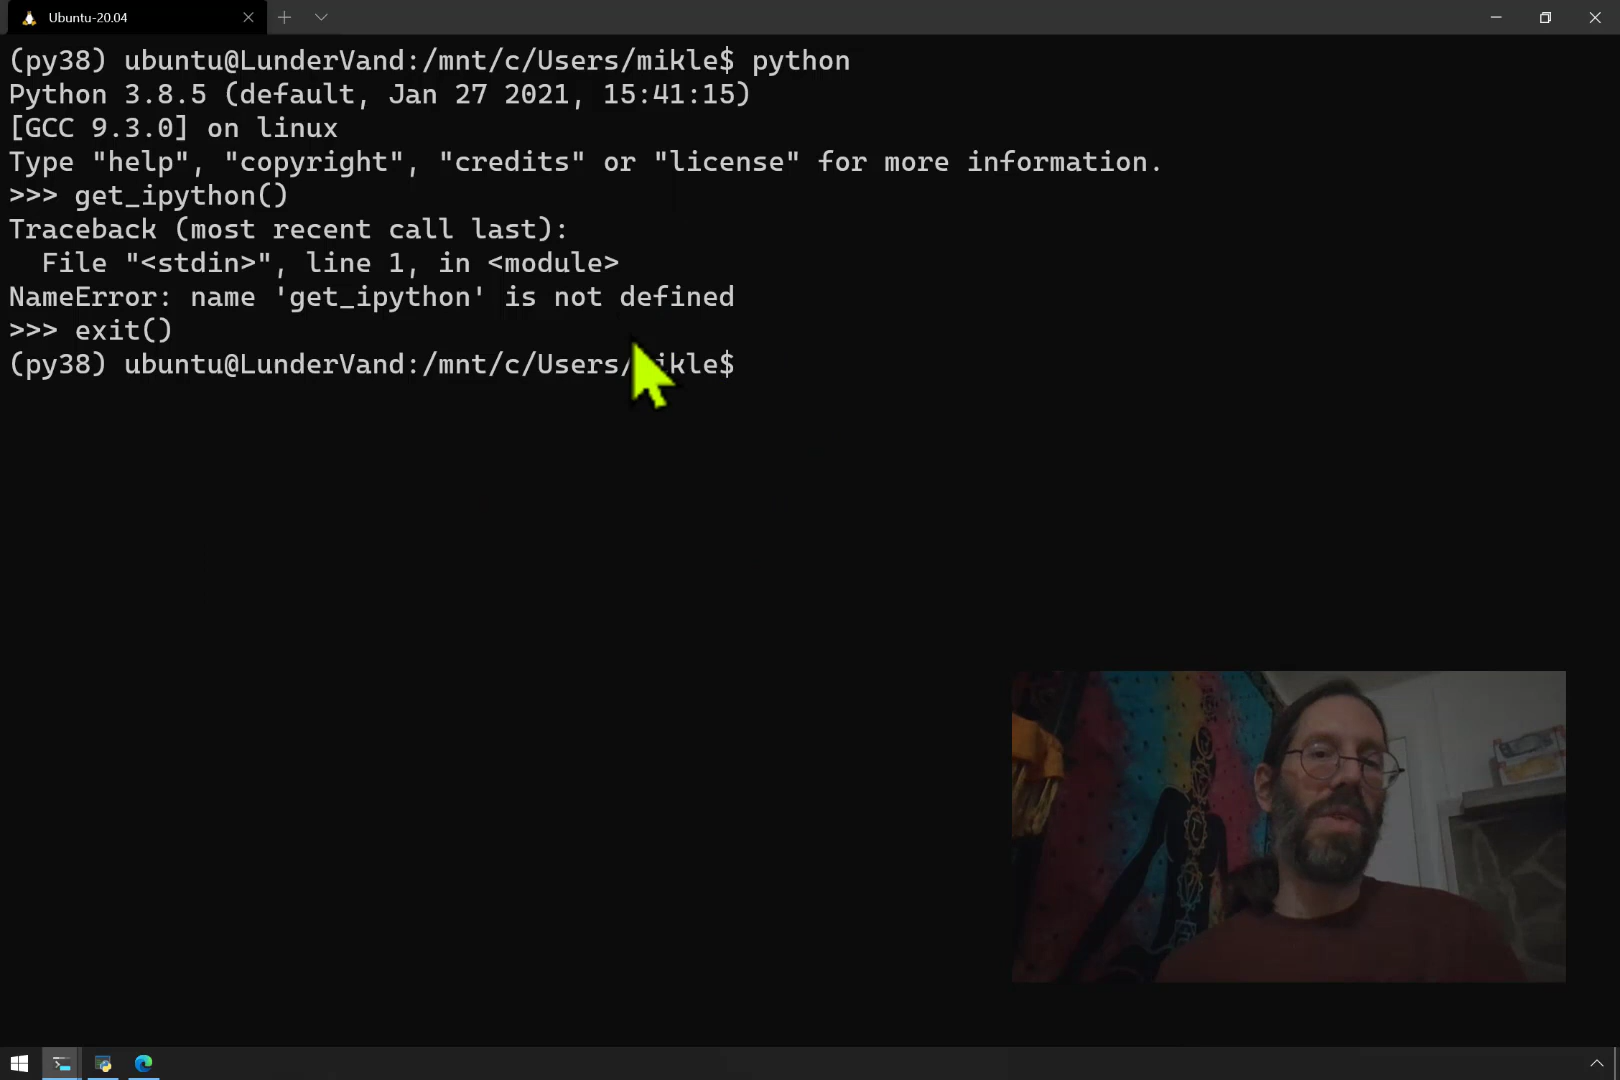 Ubuntu-20.04
(py38) ubuntu@LunderVand:/mnt/c/Users/mikle$ python
Python 3.8.5 (default, Jan 27 2021, 15:41:15)
[GCC 9.3.0] on linux
Type "help", "copyright", "credits" or "license" for more information.
>>> get_ipython()
Traceback (most recent call last):
  File "<stdin>", line 1, in <module>
NameError: name 'get_ipython' is not defined
>>> exit()
(py38) ubuntu@LunderVand:/mnt/c/Users/mikle$